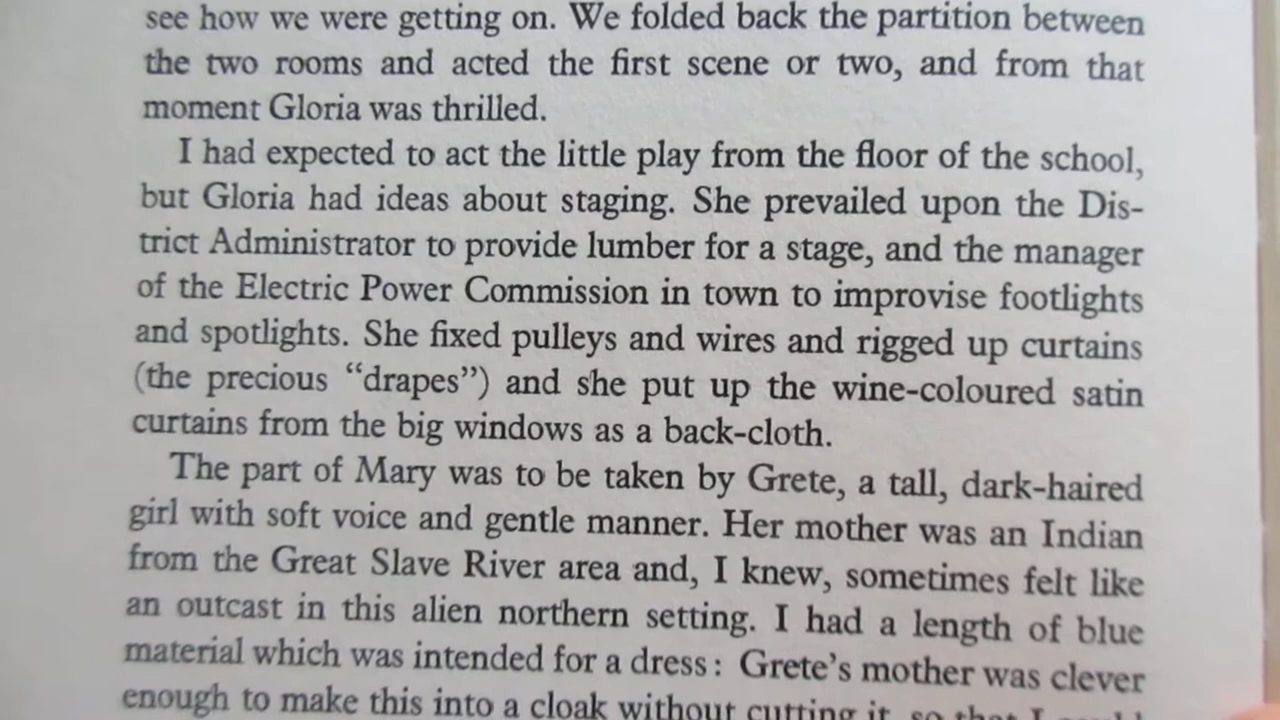 see how we were getting on. We folded back the partition between
the two rooms and acted the first scene or two, and from that
moment Gloria was thrilled.
I had expected to act the little play from the floor of the school,
but Gloria had ideas about staging. She prevailed upon the Dis-
trict Administrator to provide lumber for a stage, and the manager
of the Electric Power Commission in town to improvise footlights
and spotlights. She fixed pulleys and wires and rigged up curtains
(the precious “drapes”) and she put up the wine-coloured satin
curtains from the big windows as a back-cloth.
The part of Mary was to be taken by Grete, a tall, dark-haired
girl with soft voice and gentle manner. Her mother was an Indian
from the Great Slave River area and, I knew, sometimes felt like
an outcast in this alien northern setting. I had a length of blue
material which was intended for a dress: Grete’s mother was clever
enough to make this into a cloak without cutting it, so that I